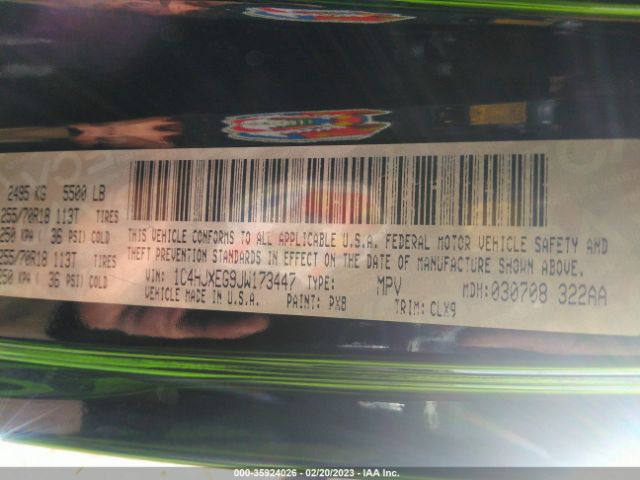 2495 KG 5500 LB
255/70R18 113T TIRES
250 KPA ( 36 PSI) COLD
255/70R18 113T TIRES
250 KPA ( 36 PSI) COLD
THIS VEHICLE CONFORMS TO ALL APPLICABLE U.S.A. FEDERAL MOTOR VEHICLE SAFETY AND
THEFT PREVENTION STANDARDS IN EFFECT ON THE DATE OF MANUFACTURE SHOWN ABOVE.
VIN: 1C4HJXEG9JW173447 TYPE: MPV MDH: 030708 322AA
VEHICLE MADE IN U.S.A. PAINT: PX8 TRIM: CLX9
000-35924026 - 02/20/2023 - IAA Inc.